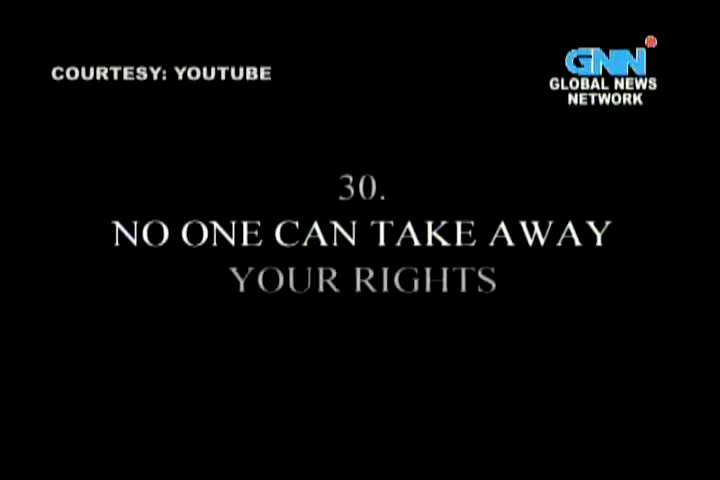 COURTESY: YOUTUBE
GNN
GLOBAL NEWS
NETWORK
30.
NO ONE CAN TAKE AWAY
YOUR RIGHTS